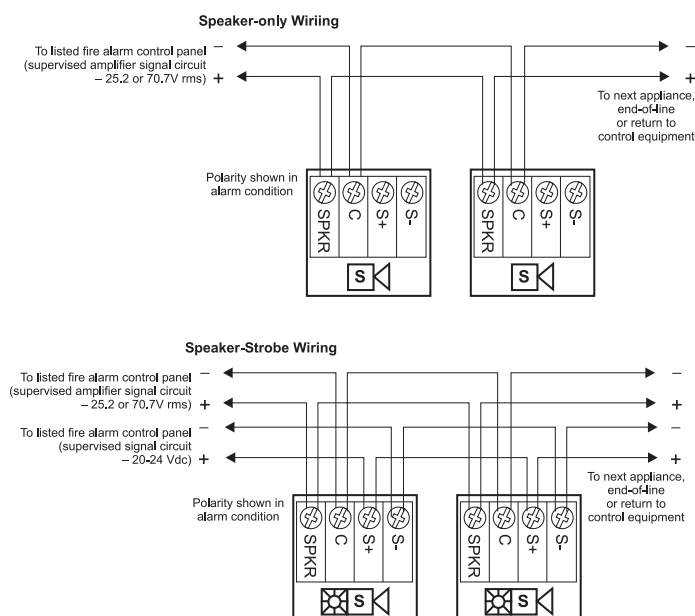 Speaker-only Wiriing
To listed fire alarm control panel
(supervised amplifier signal circuit
– 25.2 or 70.7V rms)
−
+
−
+
To next appliance,
end-of-line
or return to
control equipment
Polarity shown in
alarm condition
SPKR
C
S+
S-
S
SPKR
C
S+
S-
S
Speaker-Strobe Wiring
To listed fire alarm control panel
(supervised amplifier signal circuit
– 25.2 or 70.7V rms)
−
+
−
+
To listed fire alarm control panel
(supervised signal circuit
– 20-24 Vdc)
−
+
−
+
To next appliance,
end-of-line
or return to
control equipment
Polarity shown in
alarm condition
SPKR
C
S+
S-
S
SPKR
C
S+
S-
S